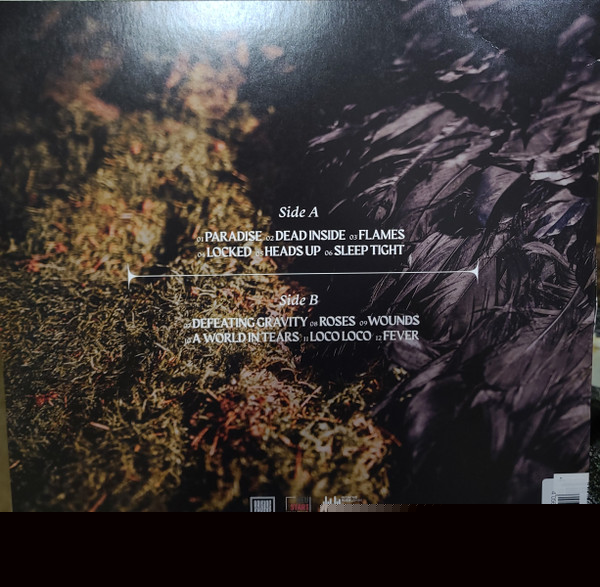 Side A
01 PARADISE 02 DEAD INSIDE 03 FLAMES
04 LOCKED 05 HEADS UP 06 SLEEP TIGHT
Side B
07 DEFEATING GRAVITY 08 ROSES 09 WOUNDS
10 A WORLD IN TEARS 11 LOCO LOCO 12 FEVER